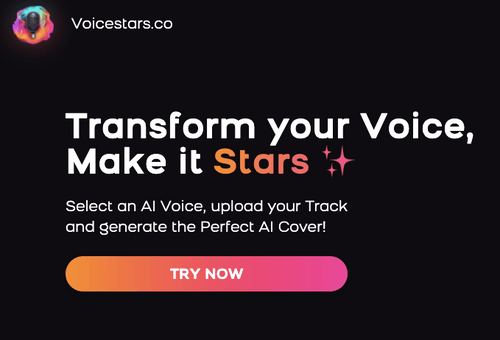 Voicestars.co
Transform your Voice,
Make it Stars
Select an AI Voice, upload your Track
and generate the Perfect AI Cover!
TRY NOW